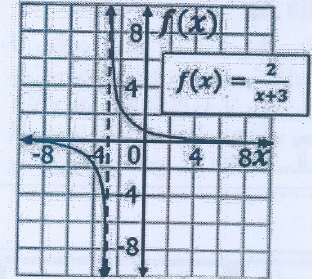 f(x)
8
f(x) = 2/(x+3)
4
-8 -4 0 4 8 x
-4
-8